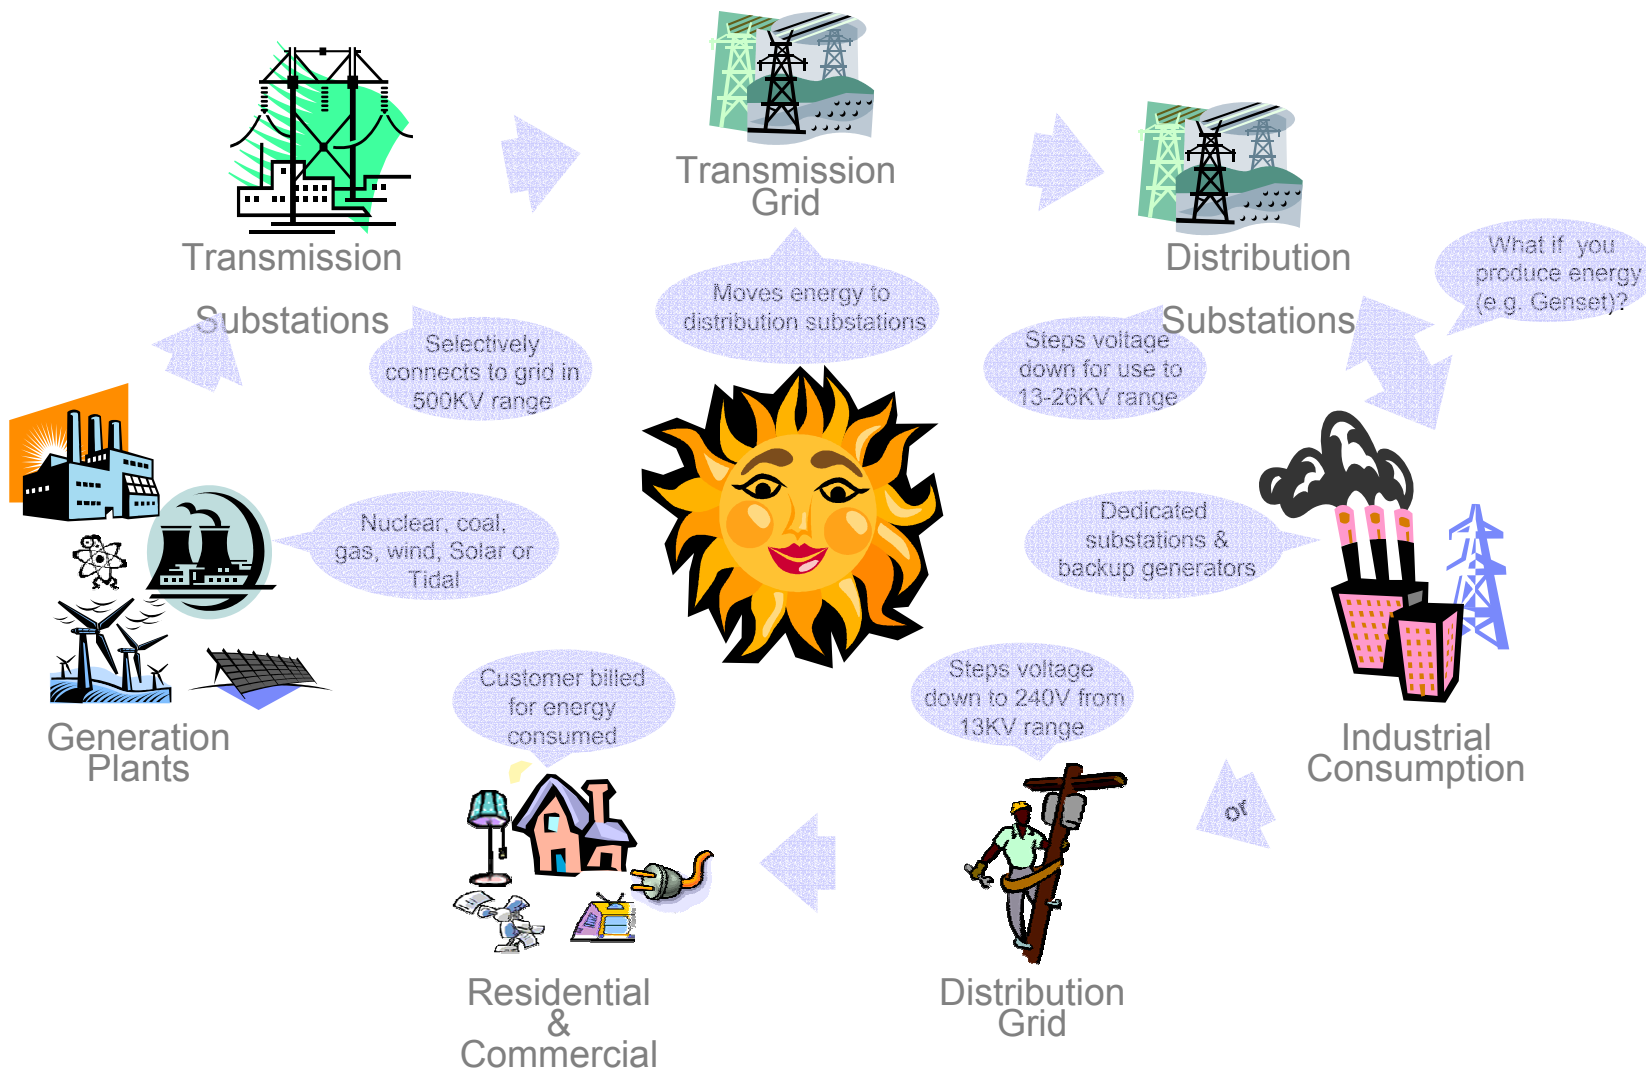 Transmission
Grid
Transmission
Substations
Distribution
Substations
What if  you
produce energy
(e.g. Genset)?
Moves energy to
distribution substations
Selectively
connects to grid in
500KV range
Steps voltage
down for use to
13-26KV range
Nuclear, coal,
gas, wind, Solar or
Tidal
Dedicated
substations &
backup generators
Customer billed
for energy
consumed
Steps voltage
down to 240V from
13KV range
Generation
Plants
Industrial
Consumption
or
Residential
&
Commercial
Distribution
Grid